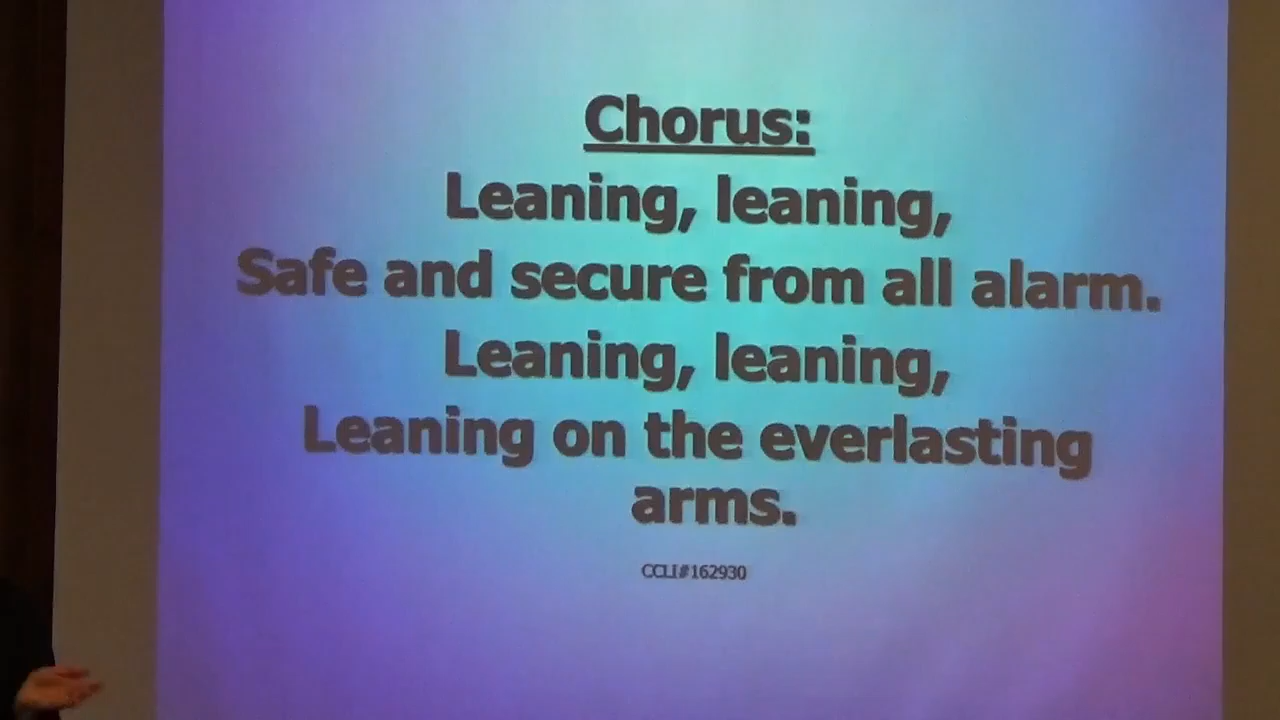 Chorus:
Leaning, leaning,
Safe and secure from all alarm.
Leaning, leaning,
Leaning on the everlasting
arms.
CCLI#162930